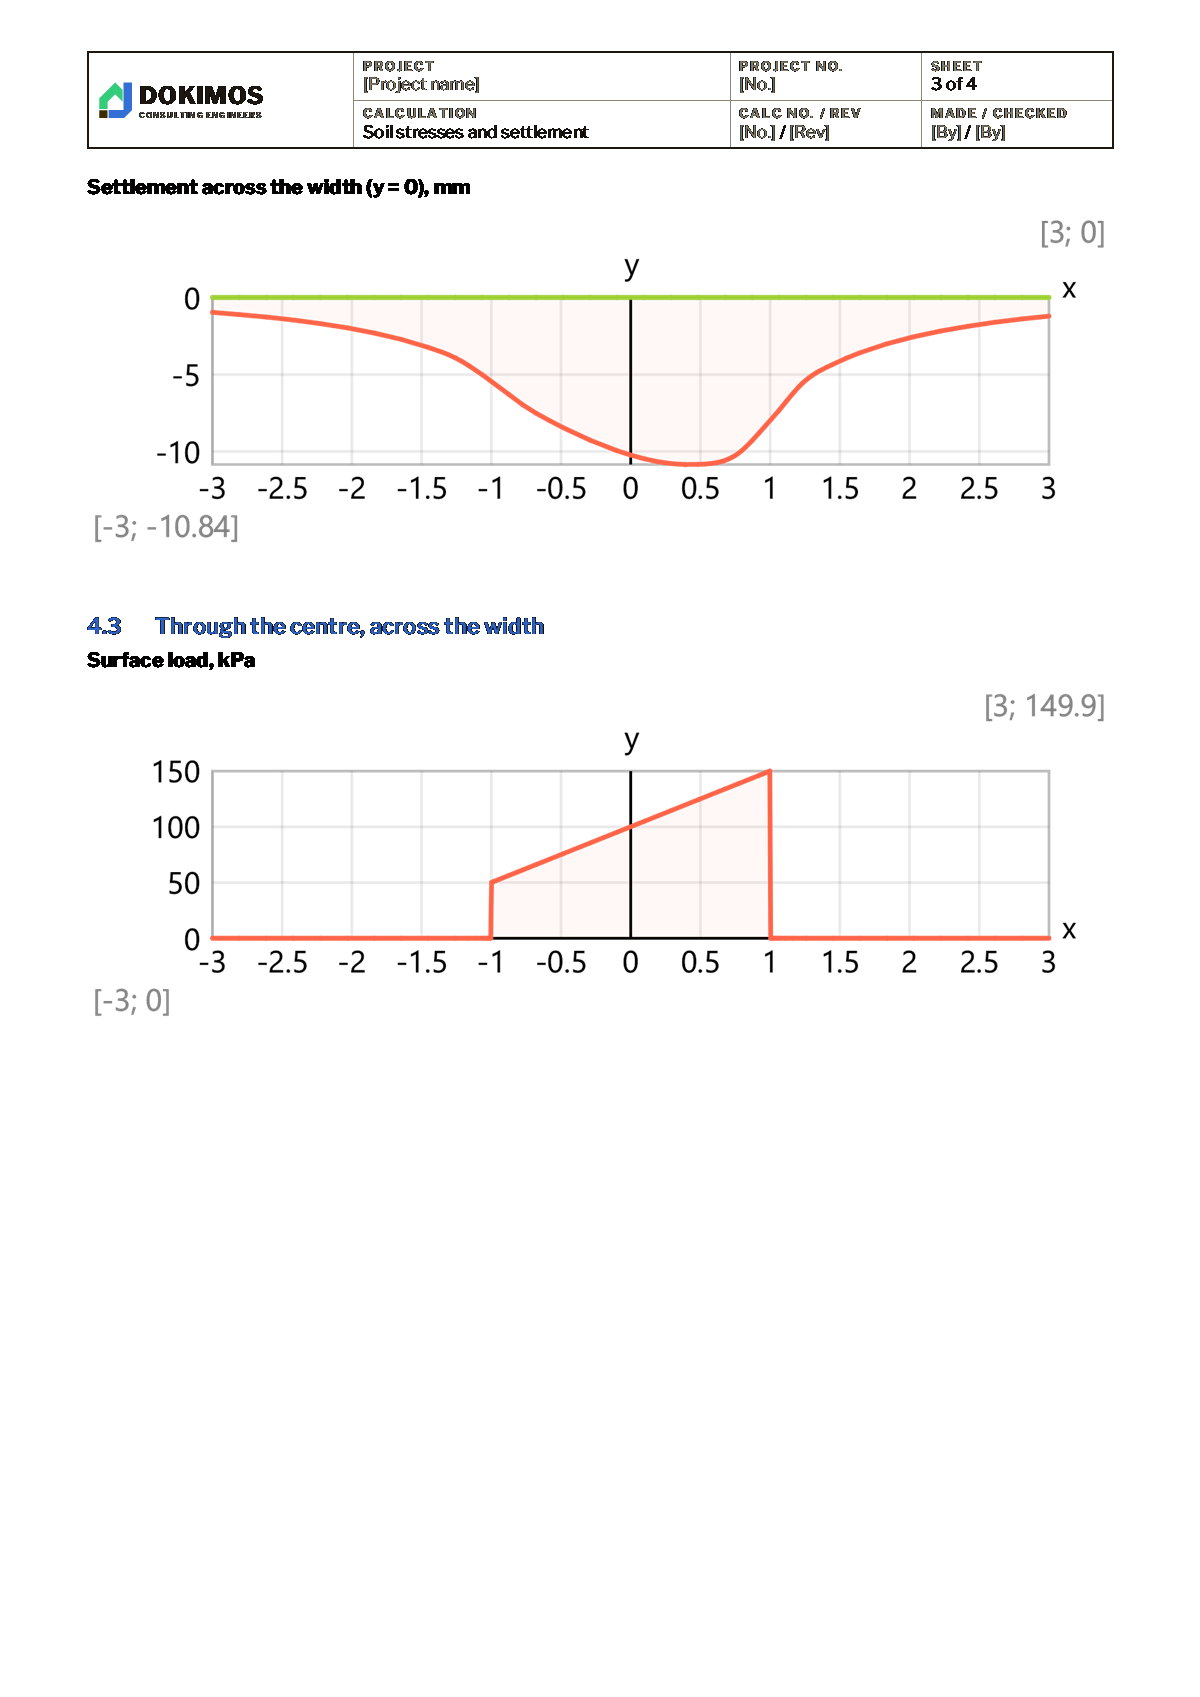 DOKIMOS
CONSULTING ENGINEERS
PROJECT
[Project name]
PROJECT NO.
[No.]
SHEET
3 of 4
CALCULATION
Soil stresses and settlement
CALC NO. / REV
[No.] / [Rev]
MADE / CHECKED
[By] / [By]
Settlement across the width (y = 0), mm
[3; 0]
y
x
0
-5
-10
-3 -2.5 -2 -1.5 -1 -0.5 0 0.5 1 1.5 2 2.5 3
[-3; -10.84]
4.3 Through the centre, across the width
Surface load, kPa
[3; 149.9]
y
150
100
50
0
x
-3 -2.5 -2 -1.5 -1 -0.5 0 0.5 1 1.5 2 2.5 3
[-3; 0]